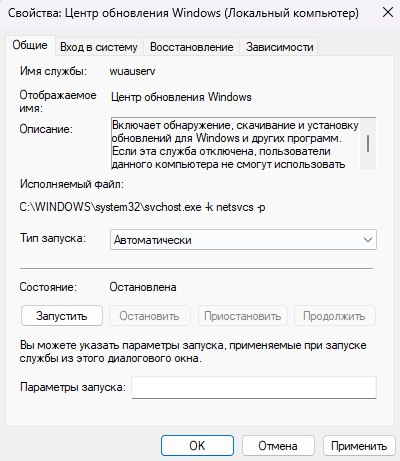 Свойства: Центр обновления Windows (Локальный компьютер)
Общие Вход в систему Восстановление Зависимости
Имя службы: wuauserv
Отображаемое имя: Центр обновления Windows
Описание: Включает обнаружение, скачивание и установку
обновлений для Windows и других программ.
Если эта служба отключена, пользователи
данного компьютера не смогут использовать
Исполняемый файл:
C:\WINDOWS\system32\svchost.exe -k netsvcs -p
Тип запуска: Автоматически
Состояние: Остановлена
Запустить Остановить Приостановить Продолжить
Вы можете указать параметры запуска, применяемые при запуске
службы из этого диалогового окна.
Параметры запуска:
OK Отмена Применить